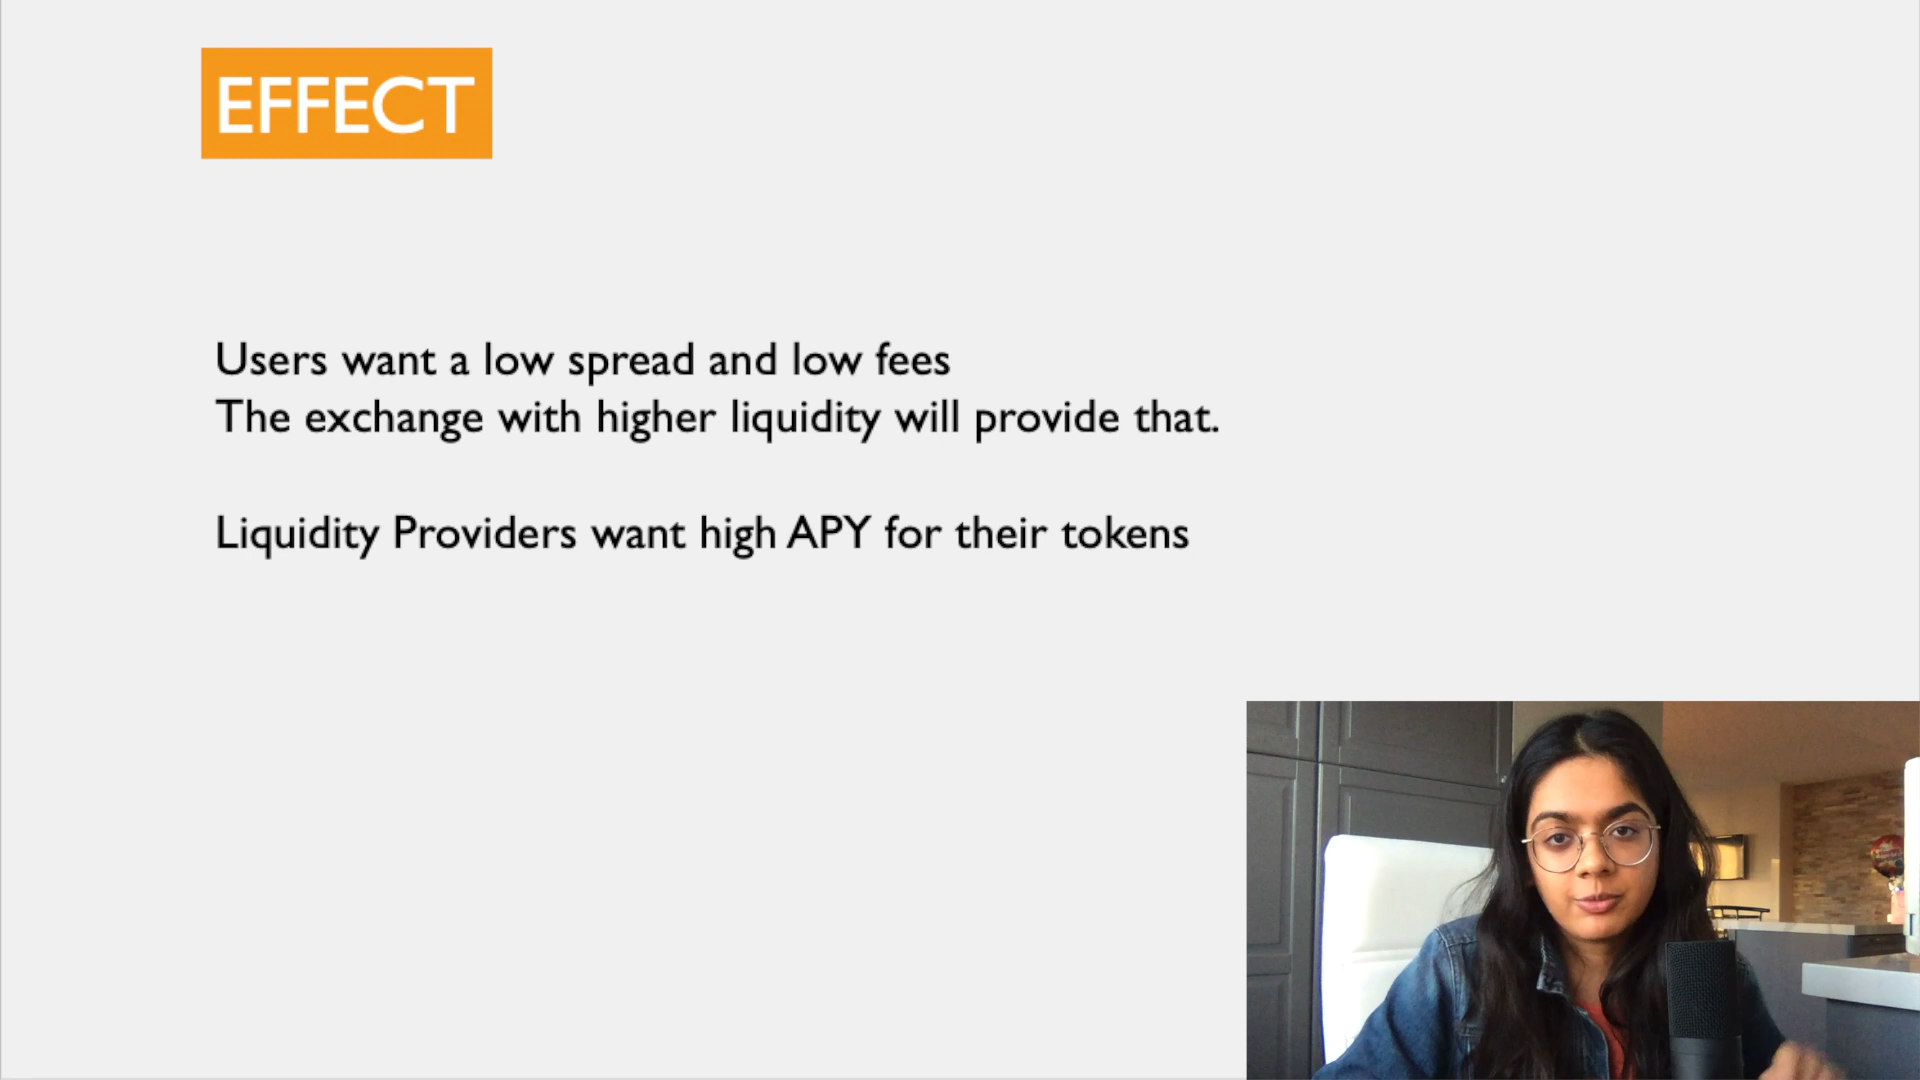 EFFECT
Users want a low spread and low fees
The exchange with higher liquidity will provide that.
Liquidity Providers want high APY for their tokens